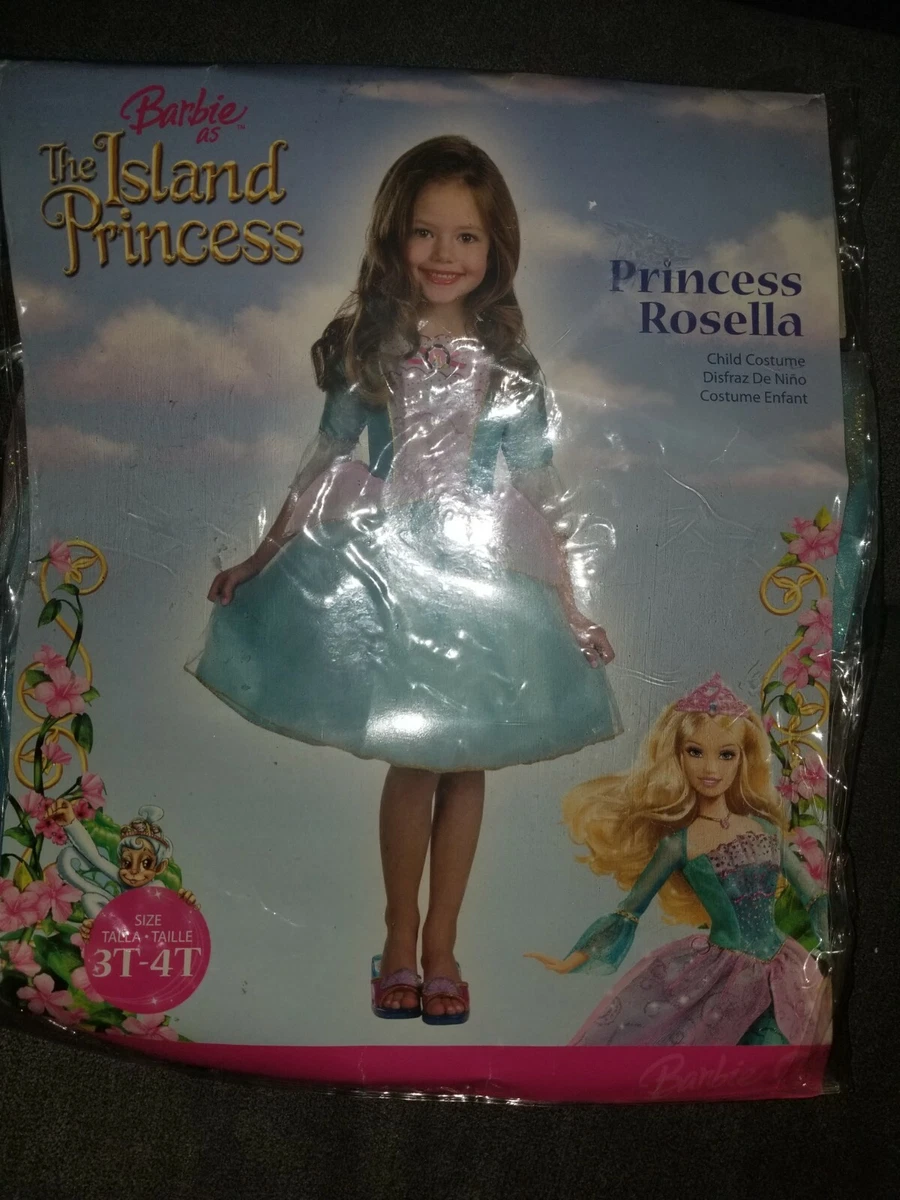 Barbie™
as
The Island
Princess
Princess
Rosella
Child Costume
Disfraz De Niño
Costume Enfant
SIZE
TALLA • TAILLE
3T-4T
Barbie